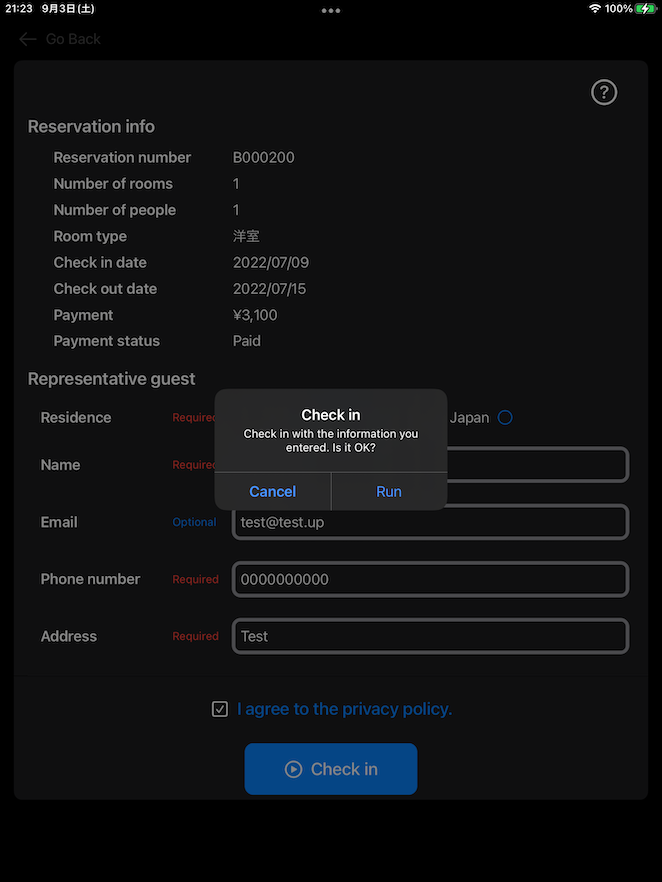 21:23 9月3日(土)
100%
Go Back
Reservation info
Reservation number B000200
Number of rooms 1
Number of people 1
Room type 洋室
Check in date 2022/07/09
Check out date 2022/07/15
Payment ¥3,100
Payment status Paid
Representative guest
Residence Required Japan
Check in
Check in with the information you
entered. Is it OK?
Name Required
Cancel Run
Email Optional test@test.up
Phone number Required 0000000000
Address Required Test
I agree to the privacy policy.
Check in